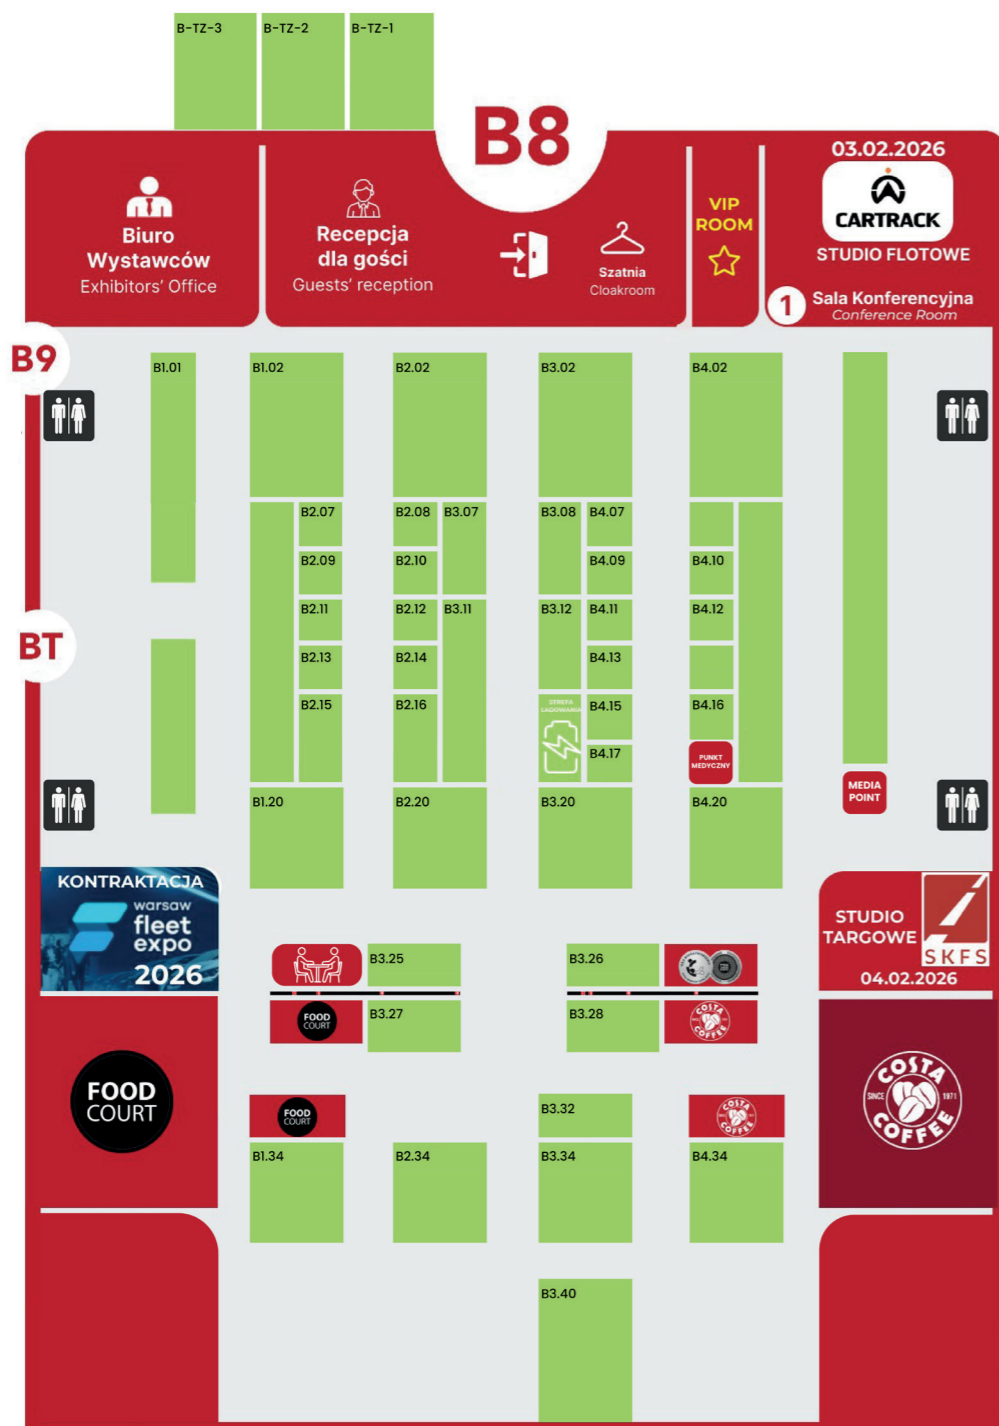 B-TZ-3
B-TZ-2
B-TZ-1
B8
Biuro
Wystawców
Exhibitors' Office
Recepcja
dla gości
Guests' reception
Szatnia
Cloakroom
VIP
ROOM
03.02.2026
CARTRACK
STUDIO FLOTOWE
1
Sala Konferencyjna
Conference Room
B9
B1.01
B1.02
B2.02
B3.02
B4.02
B2.07
B2.08
B3.07
B3.08
B4.07
B2.09
B2.10
B4.09
B4.10
B2.11
B2.12
B3.11
B3.12
B4.11
B4.12
BT
B2.13
B2.14
B4.13
B2.15
B2.16
STREFA
ŁADOWANIA
B4.15
B4.16
B4.17
PUNKT
MEDYCZNY
MEDIA
POINT
B1.20
B2.20
B3.20
B4.20
KONTRAKTACJA
warsaw
fleet
expo
2026
STUDIO
TARGOWE
SKFS
04.02.2026
B3.25
B3.26
FOOD
COURT
B3.27
B3.28
COSTA
COFFEE
FOOD
COURT
COSTA
SINCE 1971
COFFEE
FOOD
COURT
B3.32
COSTA
COFFEE
B1.34
B2.34
B3.34
B4.34
B3.40